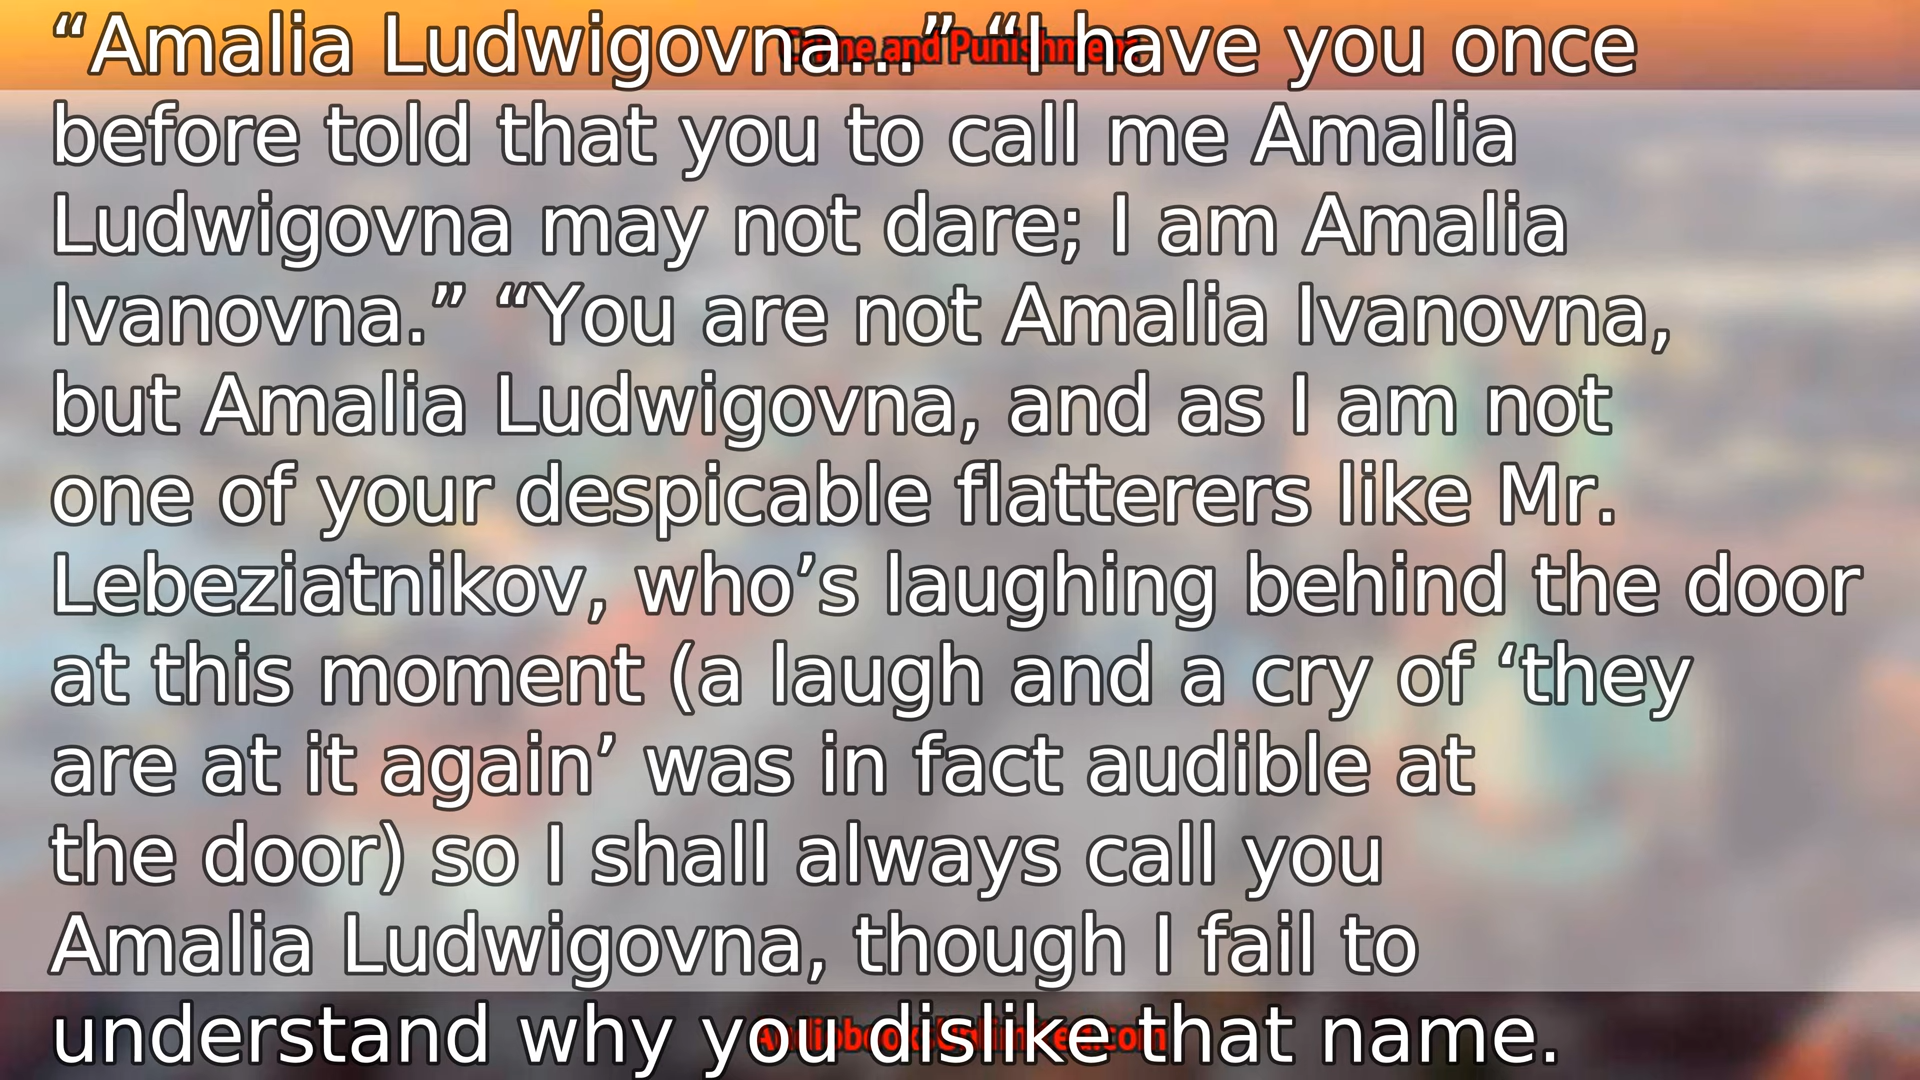 Crime and Punishment
“Amalia Ludwigovna...” “I have you once
before told that you to call me Amalia
Ludwigovna may not dare; I am Amalia
Ivanovna.” “You are not Amalia Ivanovna,
but Amalia Ludwigovna, and as I am not
one of your despicable flatterers like Mr.
Lebeziatnikov, who’s laughing behind the door
at this moment (a laugh and a cry of ‘they
are at it again’ was in fact audible at
the door) so I shall always call you
Amalia Ludwigovna, though I fail to
understand why you dislike that name.